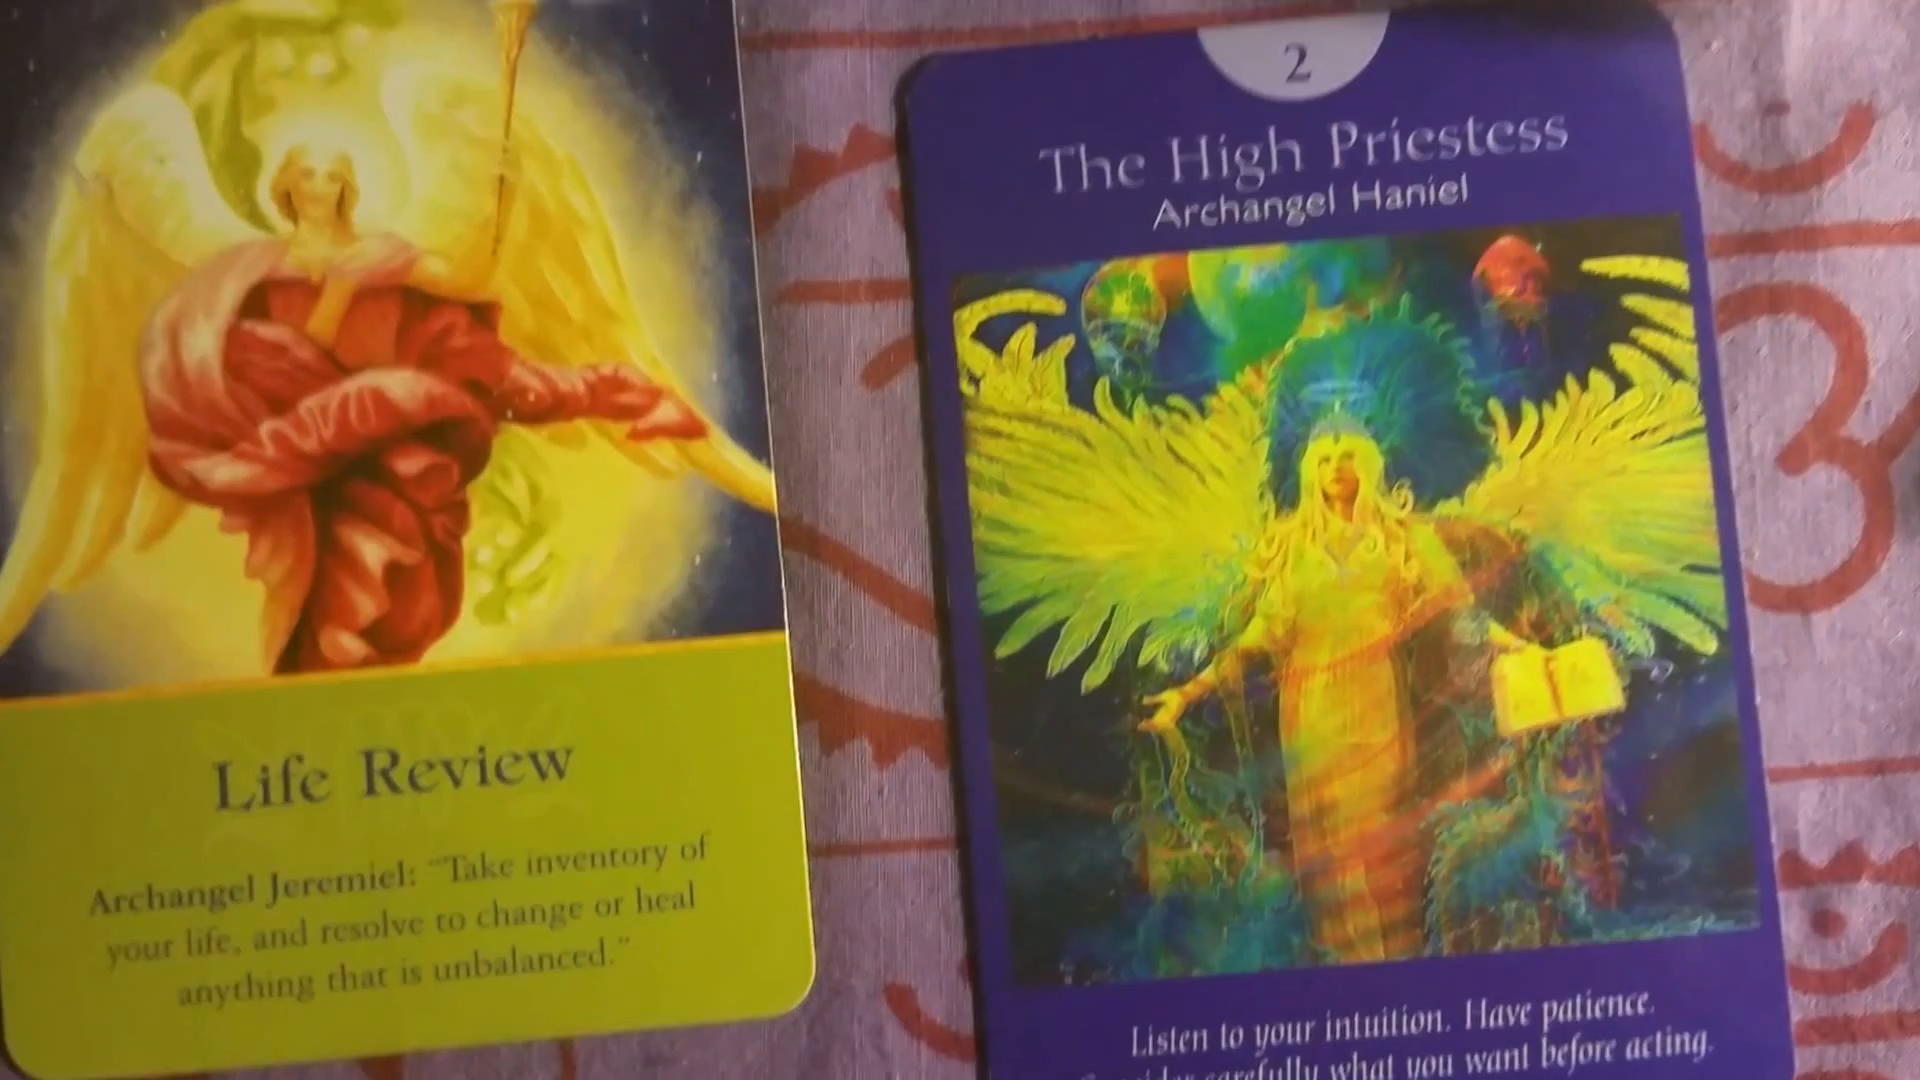 Life Review
Archangel Jeremiel: "Take inventory of
your life, and resolve to change or heal
anything that is unbalanced."
2
The High Priestess
Archangel Haniel
Listen to your intuition. Have patience.
carefully what you want before acting.